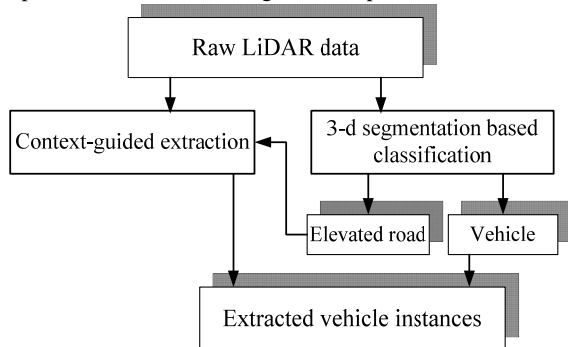 Raw LiDAR data
Context-guided extraction
3-d segmentation based
classification
Elevated road
Vehicle
Extracted vehicle instances